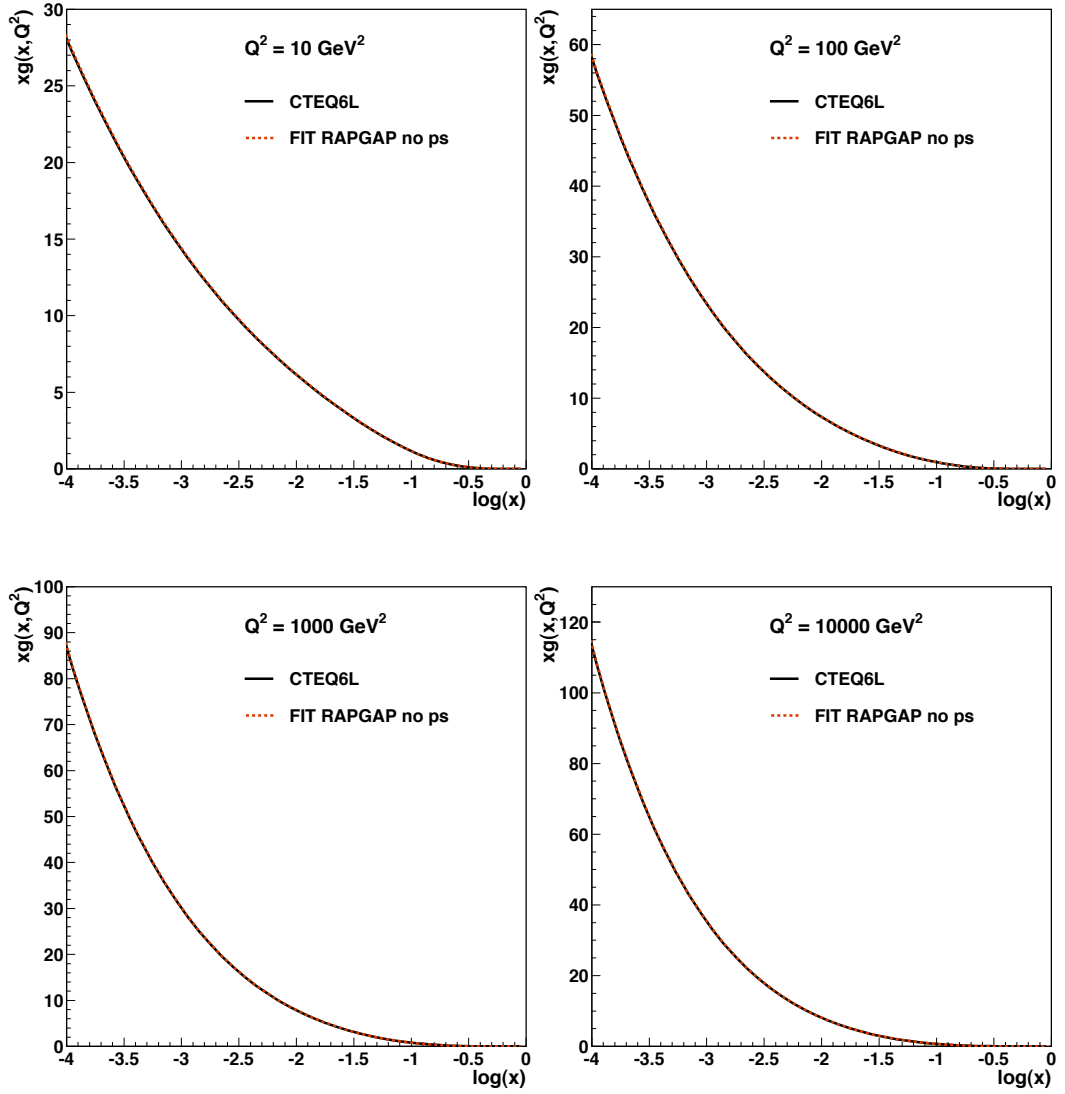 xg(x,Q²)
30
25
20
15
10
5
0
Q² = 10 GeV²
CTEQ6L
FIT RAPGAP no ps
-4 -3.5 -3 -2.5 -2 -1.5 -1 -0.5 0
log(x)
xg(x,Q²)
60
50
40
30
20
10
0
Q² = 100 GeV²
CTEQ6L
FIT RAPGAP no ps
-4 -3.5 -3 -2.5 -2 -1.5 -1 -0.5 0
log(x)
xg(x,Q²)
100
90
80
70
60
50
40
30
20
10
0
Q² = 1000 GeV²
CTEQ6L
FIT RAPGAP no ps
-4 -3.5 -3 -2.5 -2 -1.5 -1 -0.5 0
log(x)
xg(x,Q²)
120
100
80
60
40
20
0
Q² = 10000 GeV²
CTEQ6L
FIT RAPGAP no ps
-4 -3.5 -3 -2.5 -2 -1.5 -1 -0.5 0
log(x)